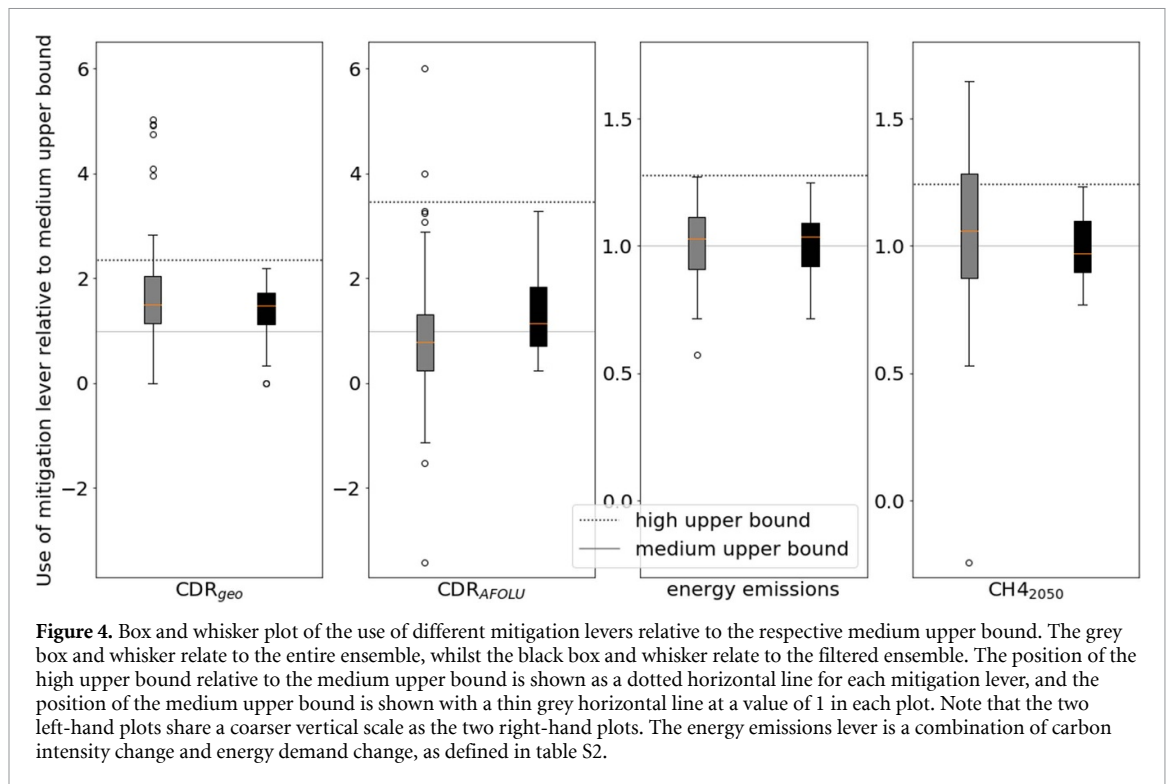 Use of mitigation lever relative to medium upper bound
6
4
2
0
−2
CDR_geo
6
4
2
0
−2
CDR_AFOLU
1.5
1.0
0.5
0.0
energy emissions
1.5
1.0
0.5
0.0
CH4_2050
high upper bound
medium upper bound
Figure 4. Box and whisker plot of the use of different mitigation levers relative to the respective medium upper bound. The grey
box and whisker relate to the entire ensemble, whilst the black box and whisker relate to the filtered ensemble. The position of the
high upper bound relative to the medium upper bound is shown as a dotted horizontal line for each mitigation lever, and the
position of the medium upper bound is shown with a thin grey horizontal line at a value of 1 in each plot. Note that the two
left-hand plots share a coarser vertical scale as the two right-hand plots. The energy emissions lever is a combination of carbon
intensity change and energy demand change, as defined in table S2.